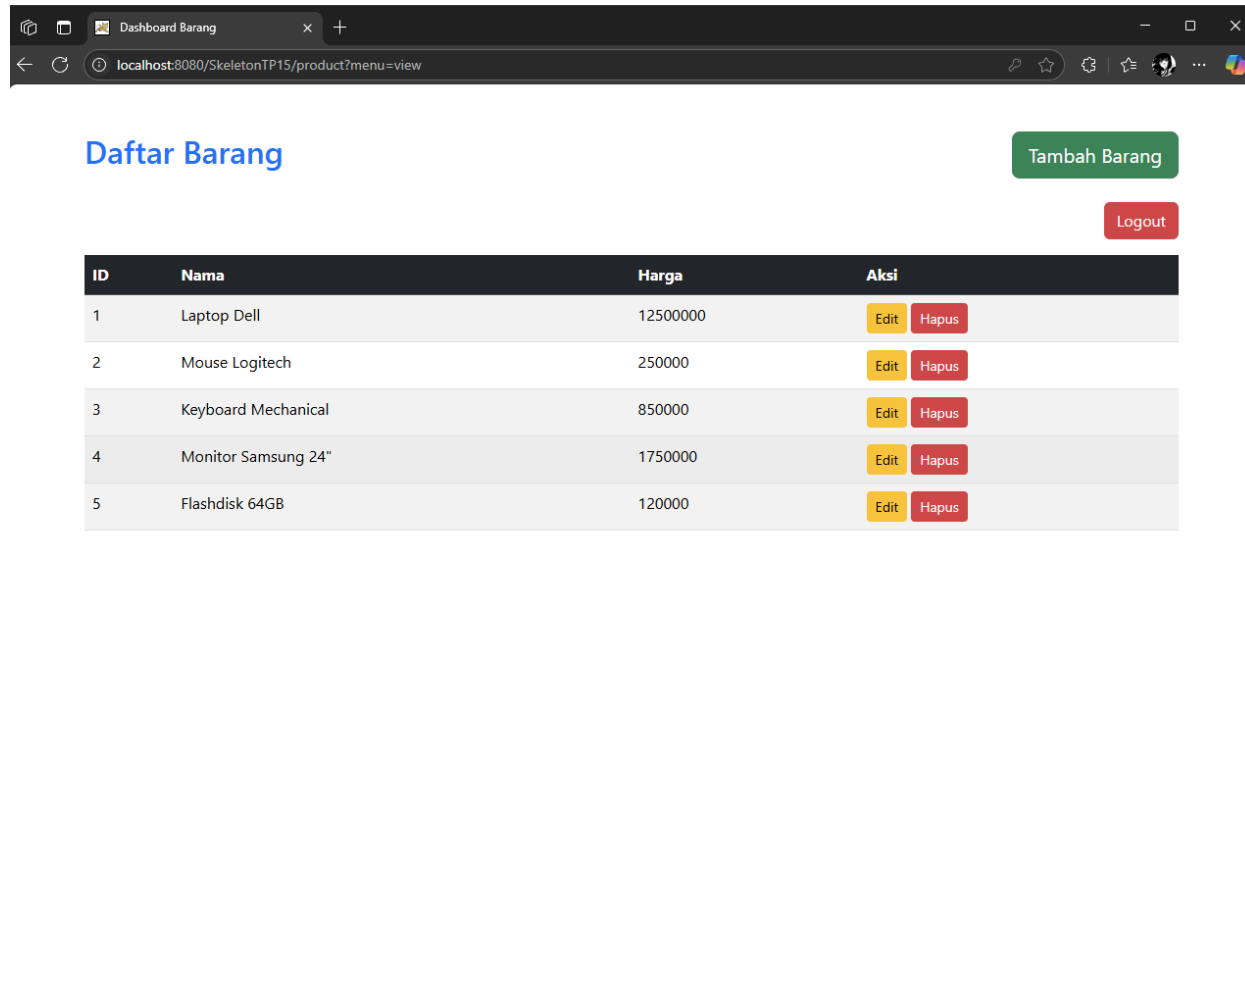 Dashboard Barang
localhost:8080/SkeletonTP15/product?menu=view
Daftar Barang
Tambah Barang
Logout
ID Nama Harga Aksi
1 Laptop Dell 12500000 Edit Hapus
2 Mouse Logitech 250000 Edit Hapus
3 Keyboard Mechanical 850000 Edit Hapus
4 Monitor Samsung 24" 1750000 Edit Hapus
5 Flashdisk 64GB 120000 Edit Hapus